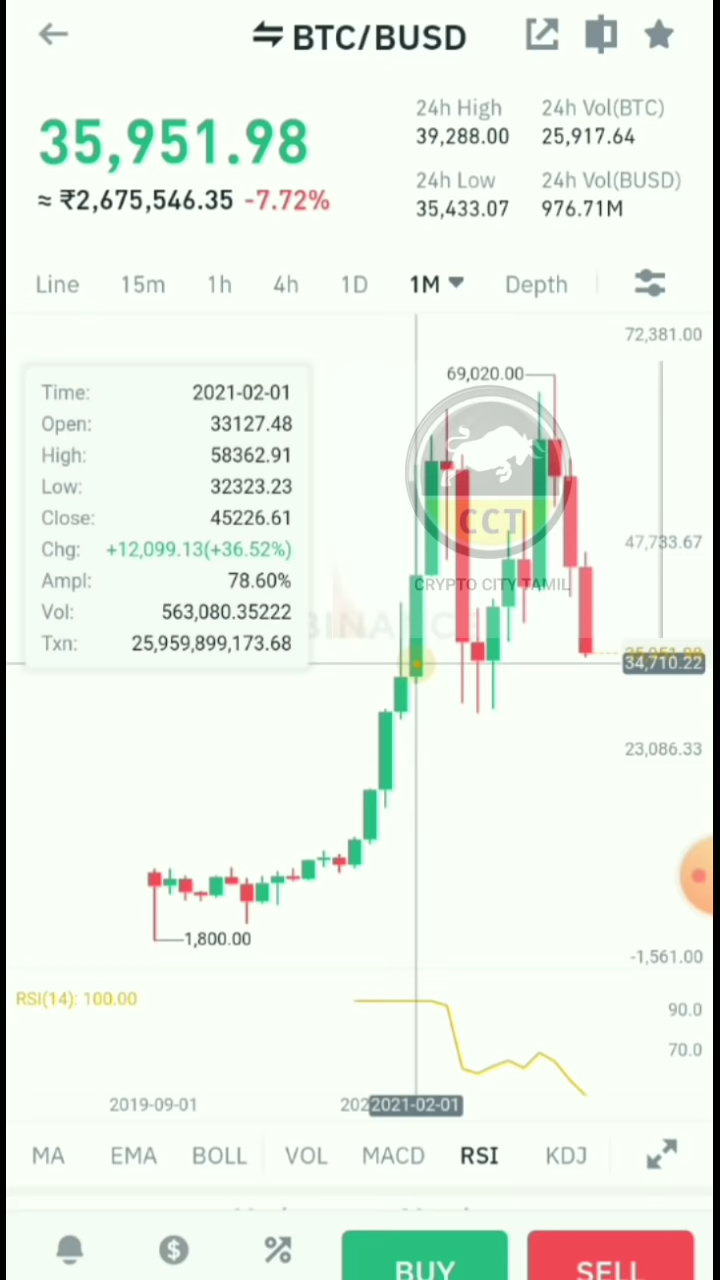 BTC/BUSD
35,951.98
≈ ₹2,675,546.35 -7.72%
24h High
39,288.00
24h Vol(BTC)
25,917.64
24h Low
35,433.07
24h Vol(BUSD)
976.71M
Line 15m 1h 4h 1D 1M Depth
72,381.00
69,020.00
Time: 2021-02-01
Open: 33127.48
High: 58362.91
Low: 32323.23
Close: 45226.61
Chg: +12,099.13(+36.52%)
Ampl: 78.60%
Vol: 563,080.35222
Txn: 25,959,899,173.68
CCT
CRYPTO CITY TAMIL
47,733.67
BINANCE
34,710.22
23,086.33
1,800.00
-1,561.00
RSI(14): 100.00
90.0
70.0
2019-09-01
2021-02-01
MA EMA BOLL VOL MACD RSI KDJ
BUY
SELL